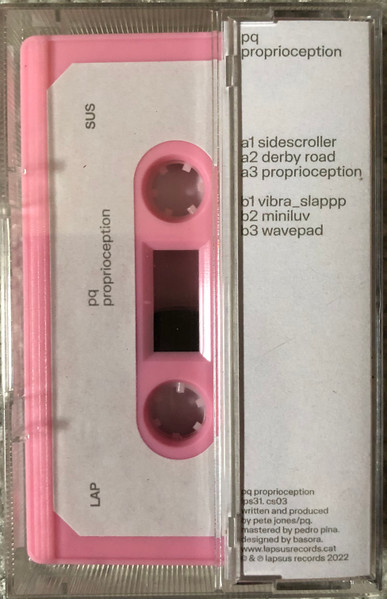 SUS
pq
proprioception
LAP
pq
proprioception
a1 sidescroller
a2 derby road
a3 proprioception
b1 vibra_slappp
b2 miniluv
b3 wavepad
pq proprioception
lps31. cs03
written and produced
by pete jones/pq.
mastered by pedro pina.
designed by basora.
www.lapsusrecords.cat
© & ℗ lapsus records 2022